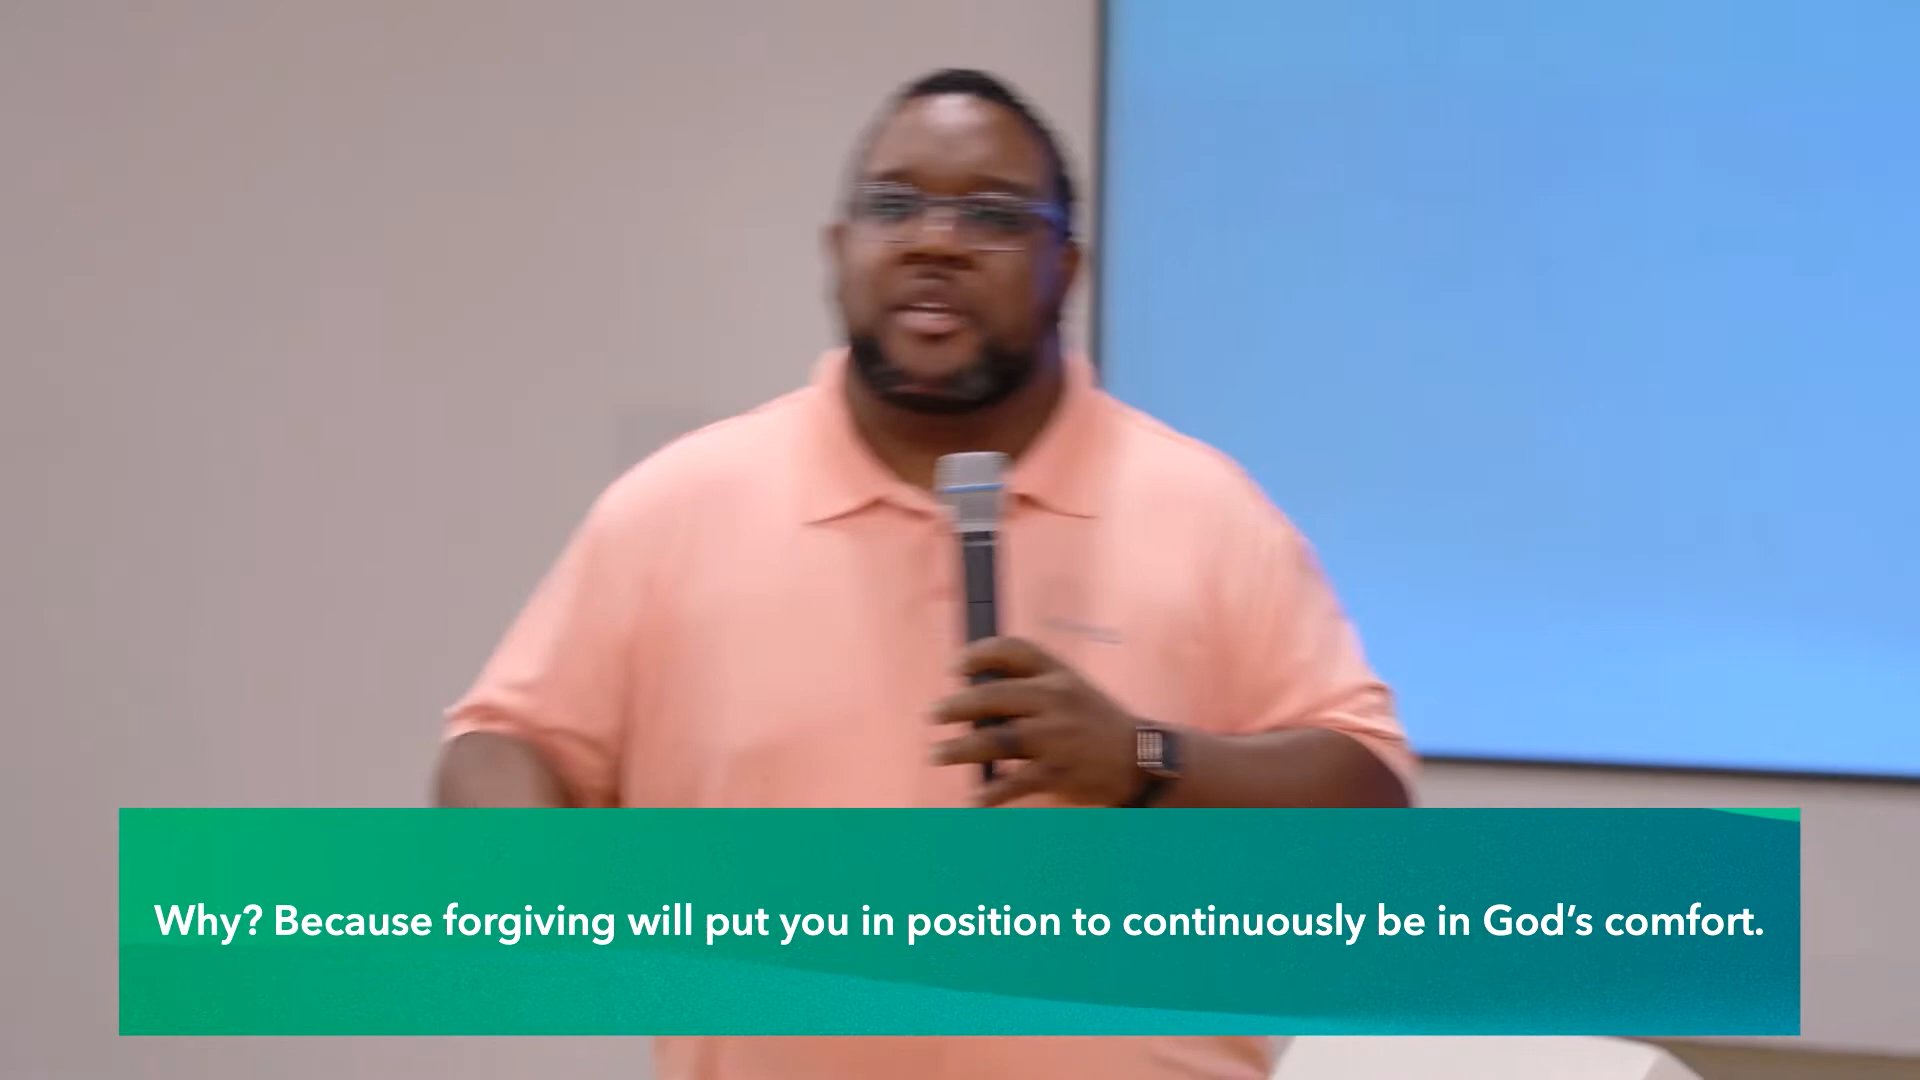 Why? Because forgiving will put you in position to continuously be in God’s comfort.